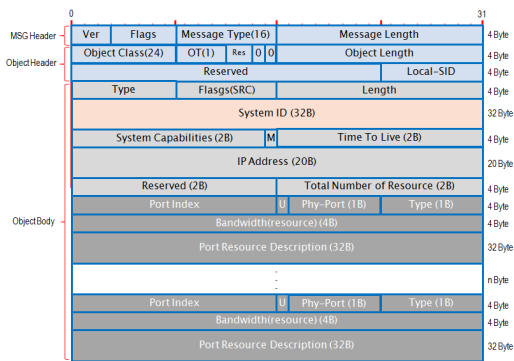 0 31
MSG Header Ver Flags Message Type(16) Message Length 4 Byte
Object Header Object Class(24) OT(1) Res 0 0 Object Length 4 Byte
Reserved Local-SID 4 Byte
Type Flasgs(SRC) Length 4 Byte
System ID (32B) 32 Byte
System Capabilities (2B) M Time To Live (2B) 4 Byte
IP Address (20B) 20 Byte
Reserved (2B) Total Number of Resource (2B) 4 Byte
Object Body Port Index U Phy-Port (1B) Type (1B) 4 Byte
Bandwidth(resource) (4B) 4 Byte
Port Resource Description (32B) 32 Byte
n Byte
Port Index U Phy-Port (1B) Type (1B) 4 Byte
Bandwidth(resource) (4B) 4 Byte
Port Resource Description (32B) 32 Byte